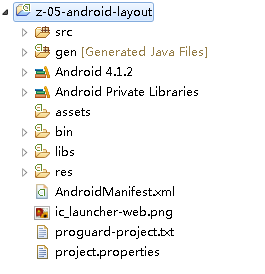 z-05-android-layout
src
gen [Generated Java Files]
Android 4.1.2
Android Private Libraries
assets
bin
libs
res
AndroidManifest.xml
ic_launcher-web.png
proguard-project.txt
project.properties